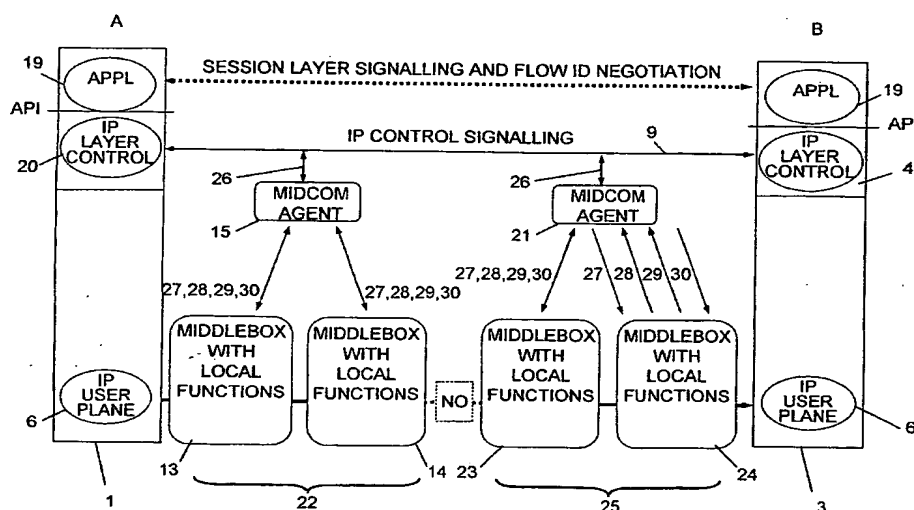 A
B
19
APPL
SESSION LAYER SIGNALLING AND FLOW ID NEGOTIATION
APPL
19
API
AP
IP
LAYER
CONTROL
20
IP CONTROL SIGNALLING
9
IP
LAYER
CONTROL
4
26
26
MIDCOM
AGENT
15
MIDCOM
AGENT
21
27,28,29,30
27,28,29,30
27,28,29,30
27
28
29
30
MIDDLEBOX
WITH
LOCAL
FUNCTIONS
MIDDLEBOX
WITH
LOCAL
FUNCTIONS
MIDDLEBOX
WITH
LOCAL
FUNCTIONS
MIDDLEBOX
WITH
LOCAL
FUNCTIONS
IP
USER
PLANE
NO
IP
USER
PLANE
6
6
13
14
23
24
1
22
25
3